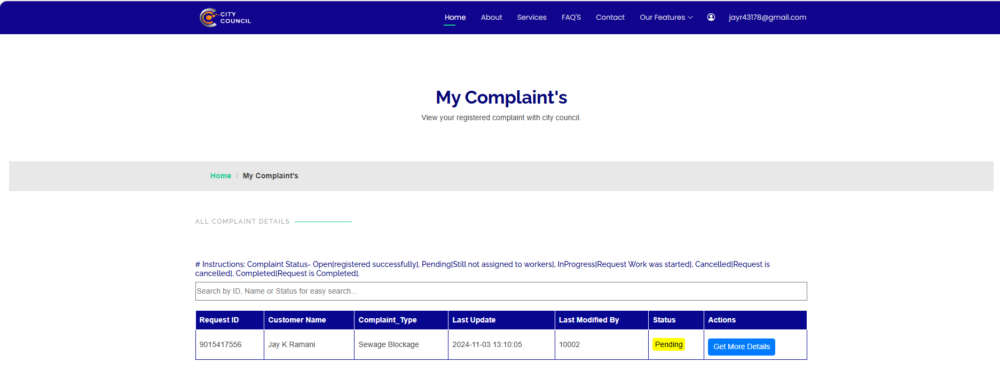 CITY
COUNCIL
Home About Services FAQ'S Contact Our Features jayr43178@gmail.com
My Complaint's
View your registered complaint with city council.
Home / My Complaint's
ALL COMPLAINT DETAILS
# Instructions: Complaint Status- Open[registered successfully], Pending[Still not assigned to workers], InProgress[Request Work was started], Cancelled[Request is
cancelled], Completed[Request is Completed].
Search by ID, Name or Status for easy search...
Request ID Customer Name Complaint_Type Last Update Last Modified By Status Actions
9015417556 Jay K Ramani Sewage Blockage 2024-11-03 13:10:05 10002 Pending Get More Details